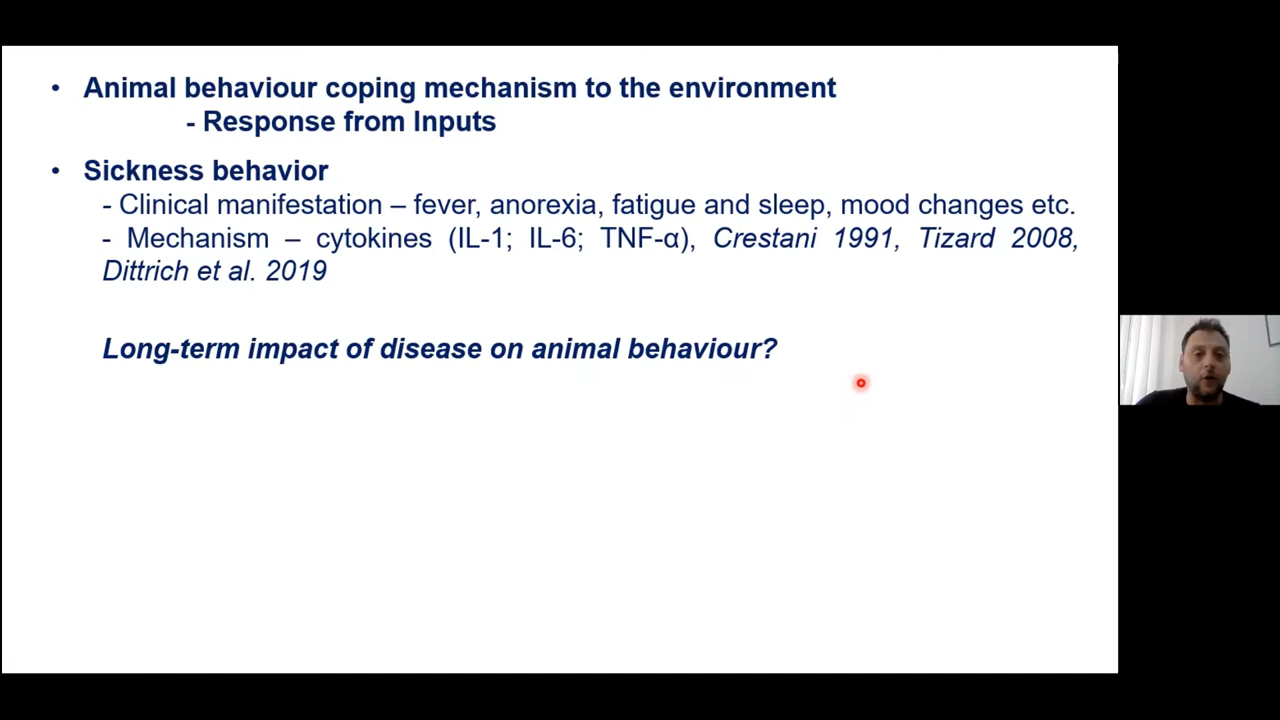 • Animal behaviour coping mechanism to the environment
- Response from Inputs
• Sickness behavior
- Clinical manifestation – fever, anorexia, fatigue and sleep, mood changes etc.
- Mechanism – cytokines (IL-1; IL-6; TNF-α), Crestani 1991, Tizard 2008,
Dittrich et al. 2019
Long-term impact of disease on animal behaviour?